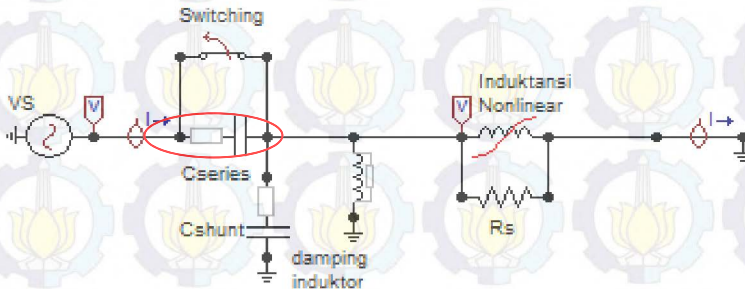 Switching
VS
V
I→
V
Induktansi
Nonlinear
I→
Cseries
Cshunt
Rs
damping
induktor